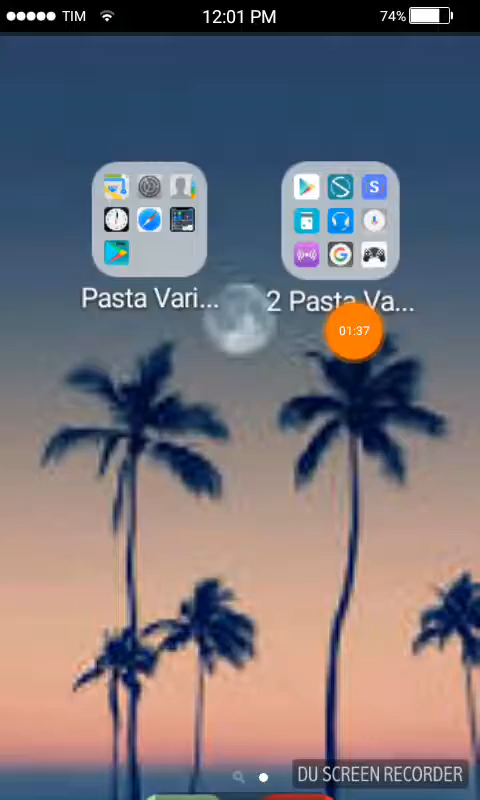 TIM 12:01 PM 74%
Pasta Vari... 2 Pasta Va...
01:37
DU SCREEN RECORDER